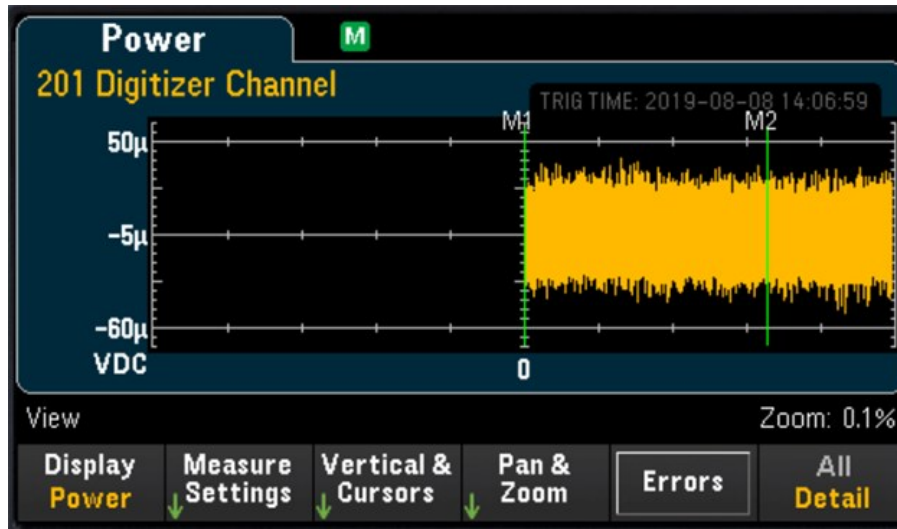 Power
M
201 Digitizer Channel
TRIG TIME: 2019-08-08 14:06:59
M1
M2
50µ
-5µ
-60µ
VDC
0
View
Zoom: 0.1%
Display
Power
Measure
Settings
Vertical &
Cursors
Pan &
Zoom
Errors
All
Detail